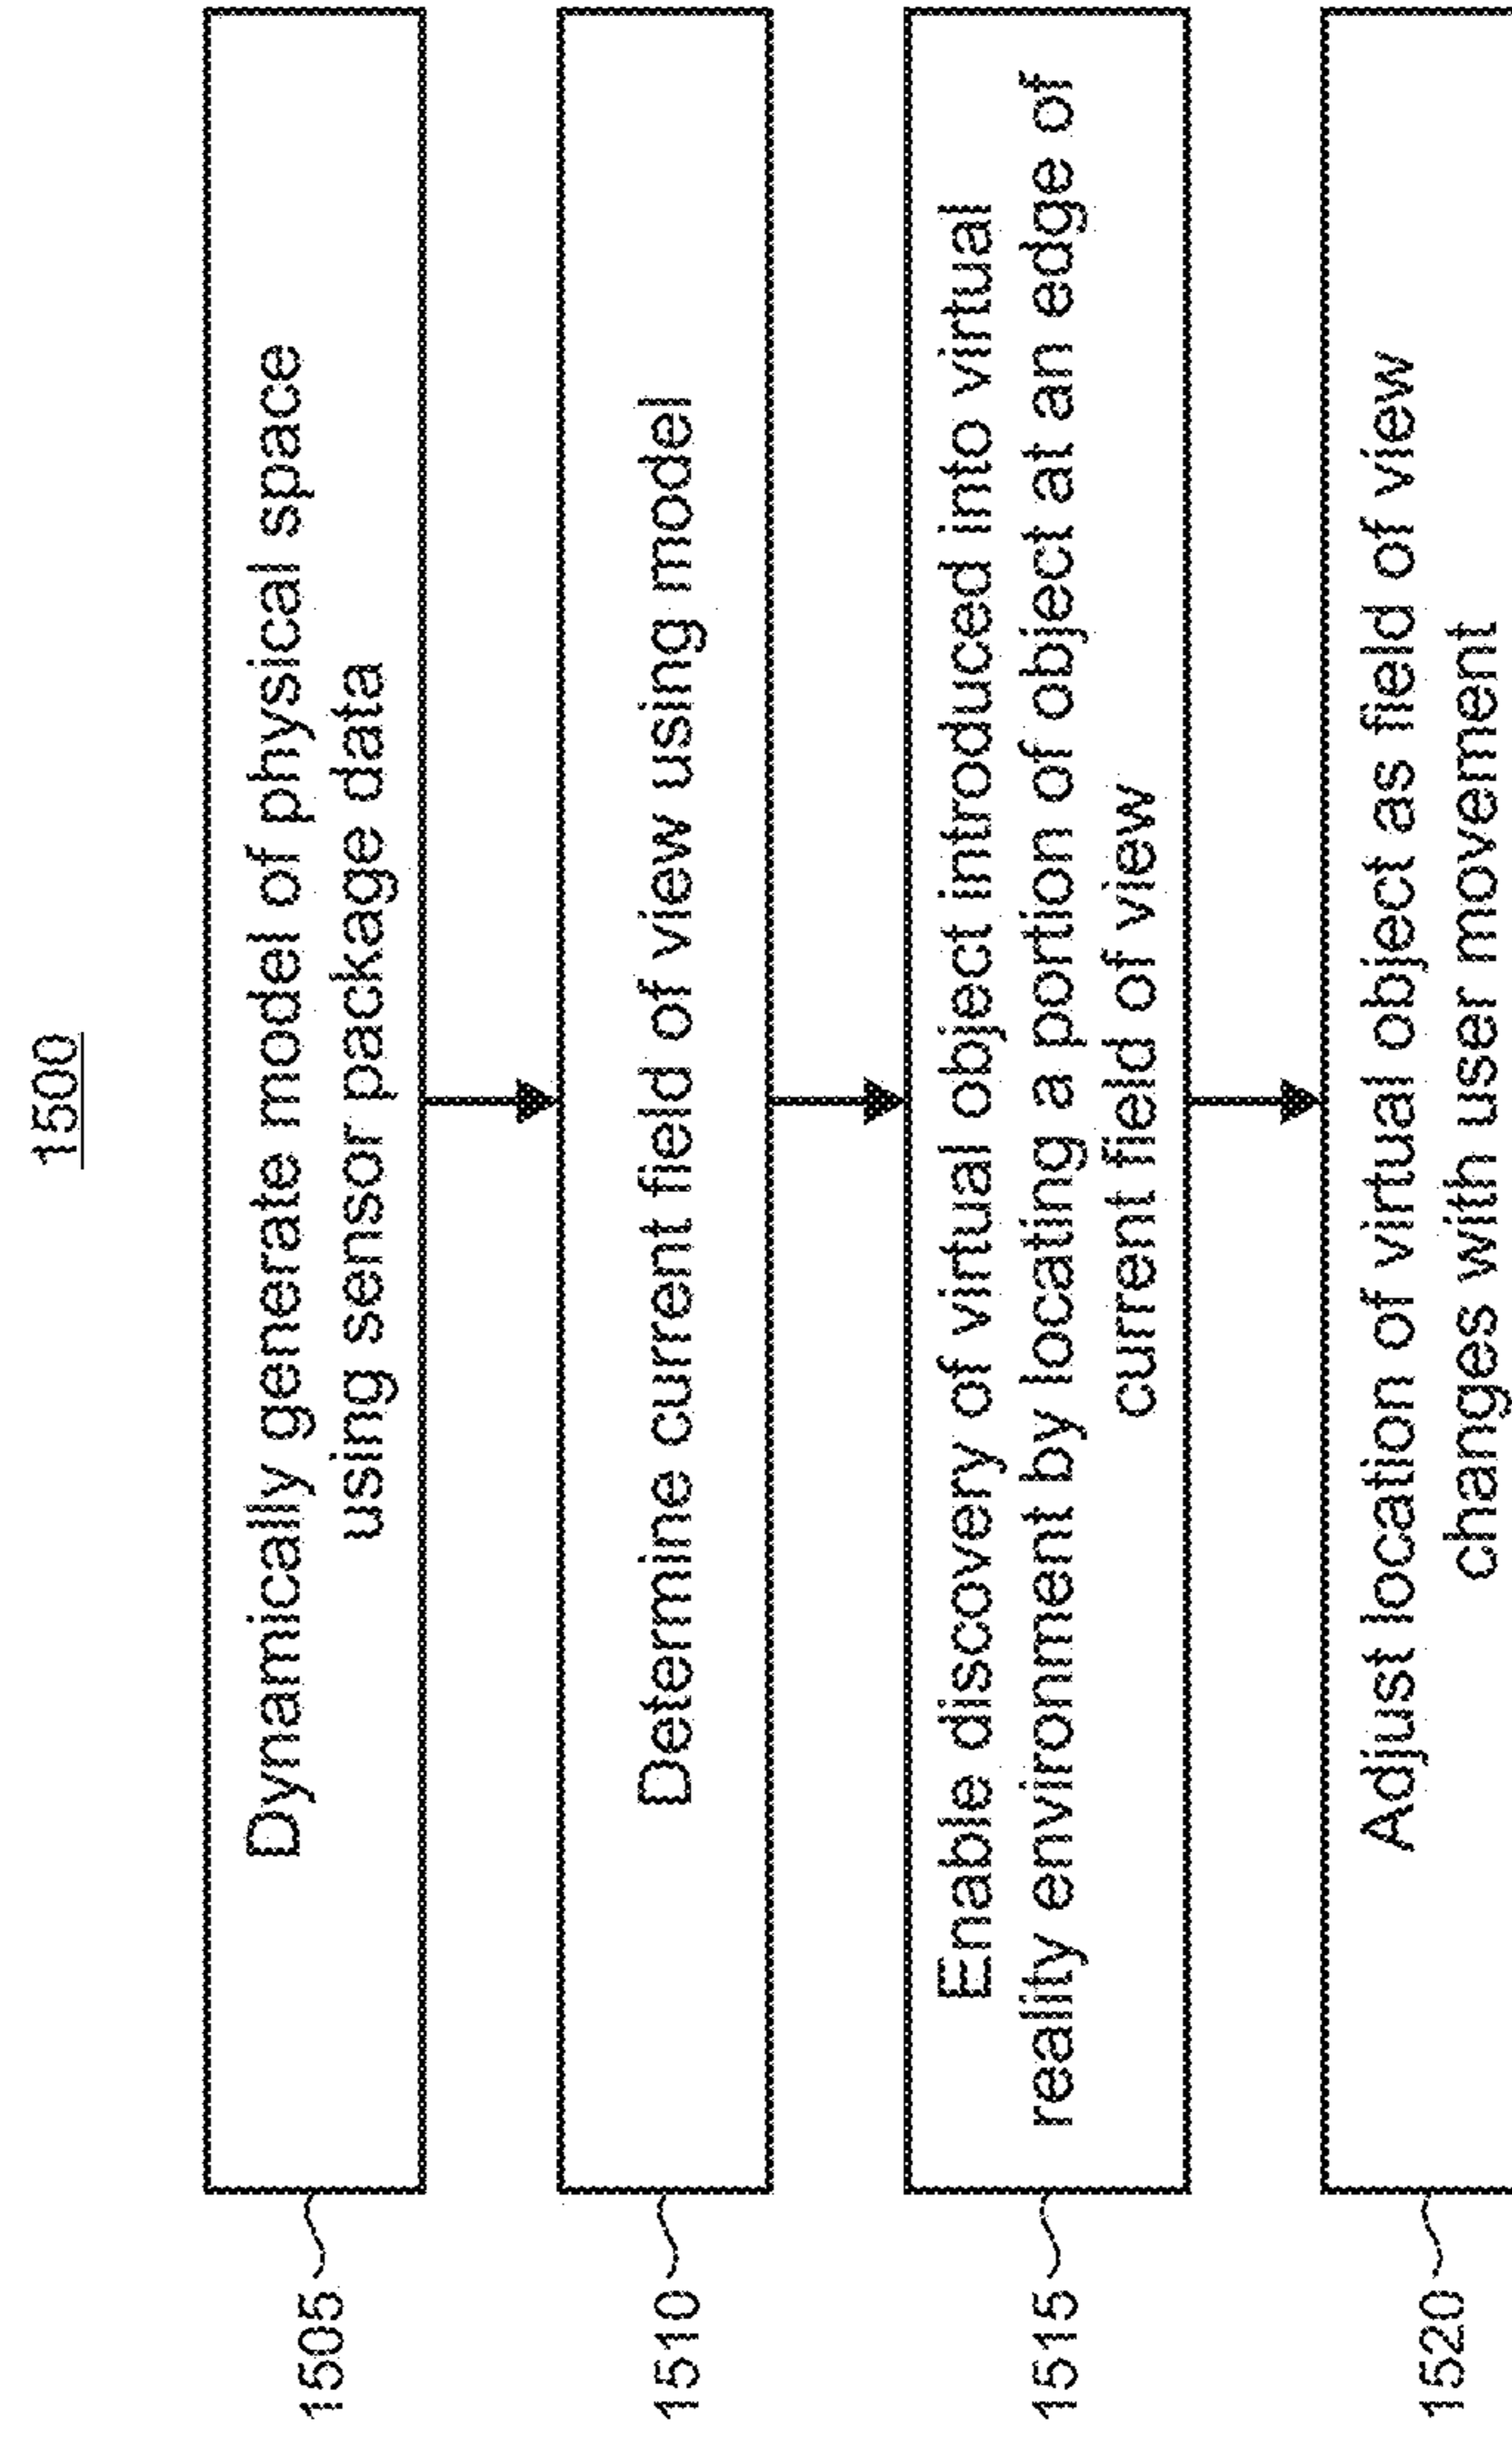 1500
1505
Dynamically generate model of physical space
using sensor package data
1510
Determine current field of view using model
1515
Enable discovery of virtual object introduced into virtual
reality environment by locating a portion of object at an edge of
current field of view
1520
Adjust location of virtual object as field of view
changes with user movement